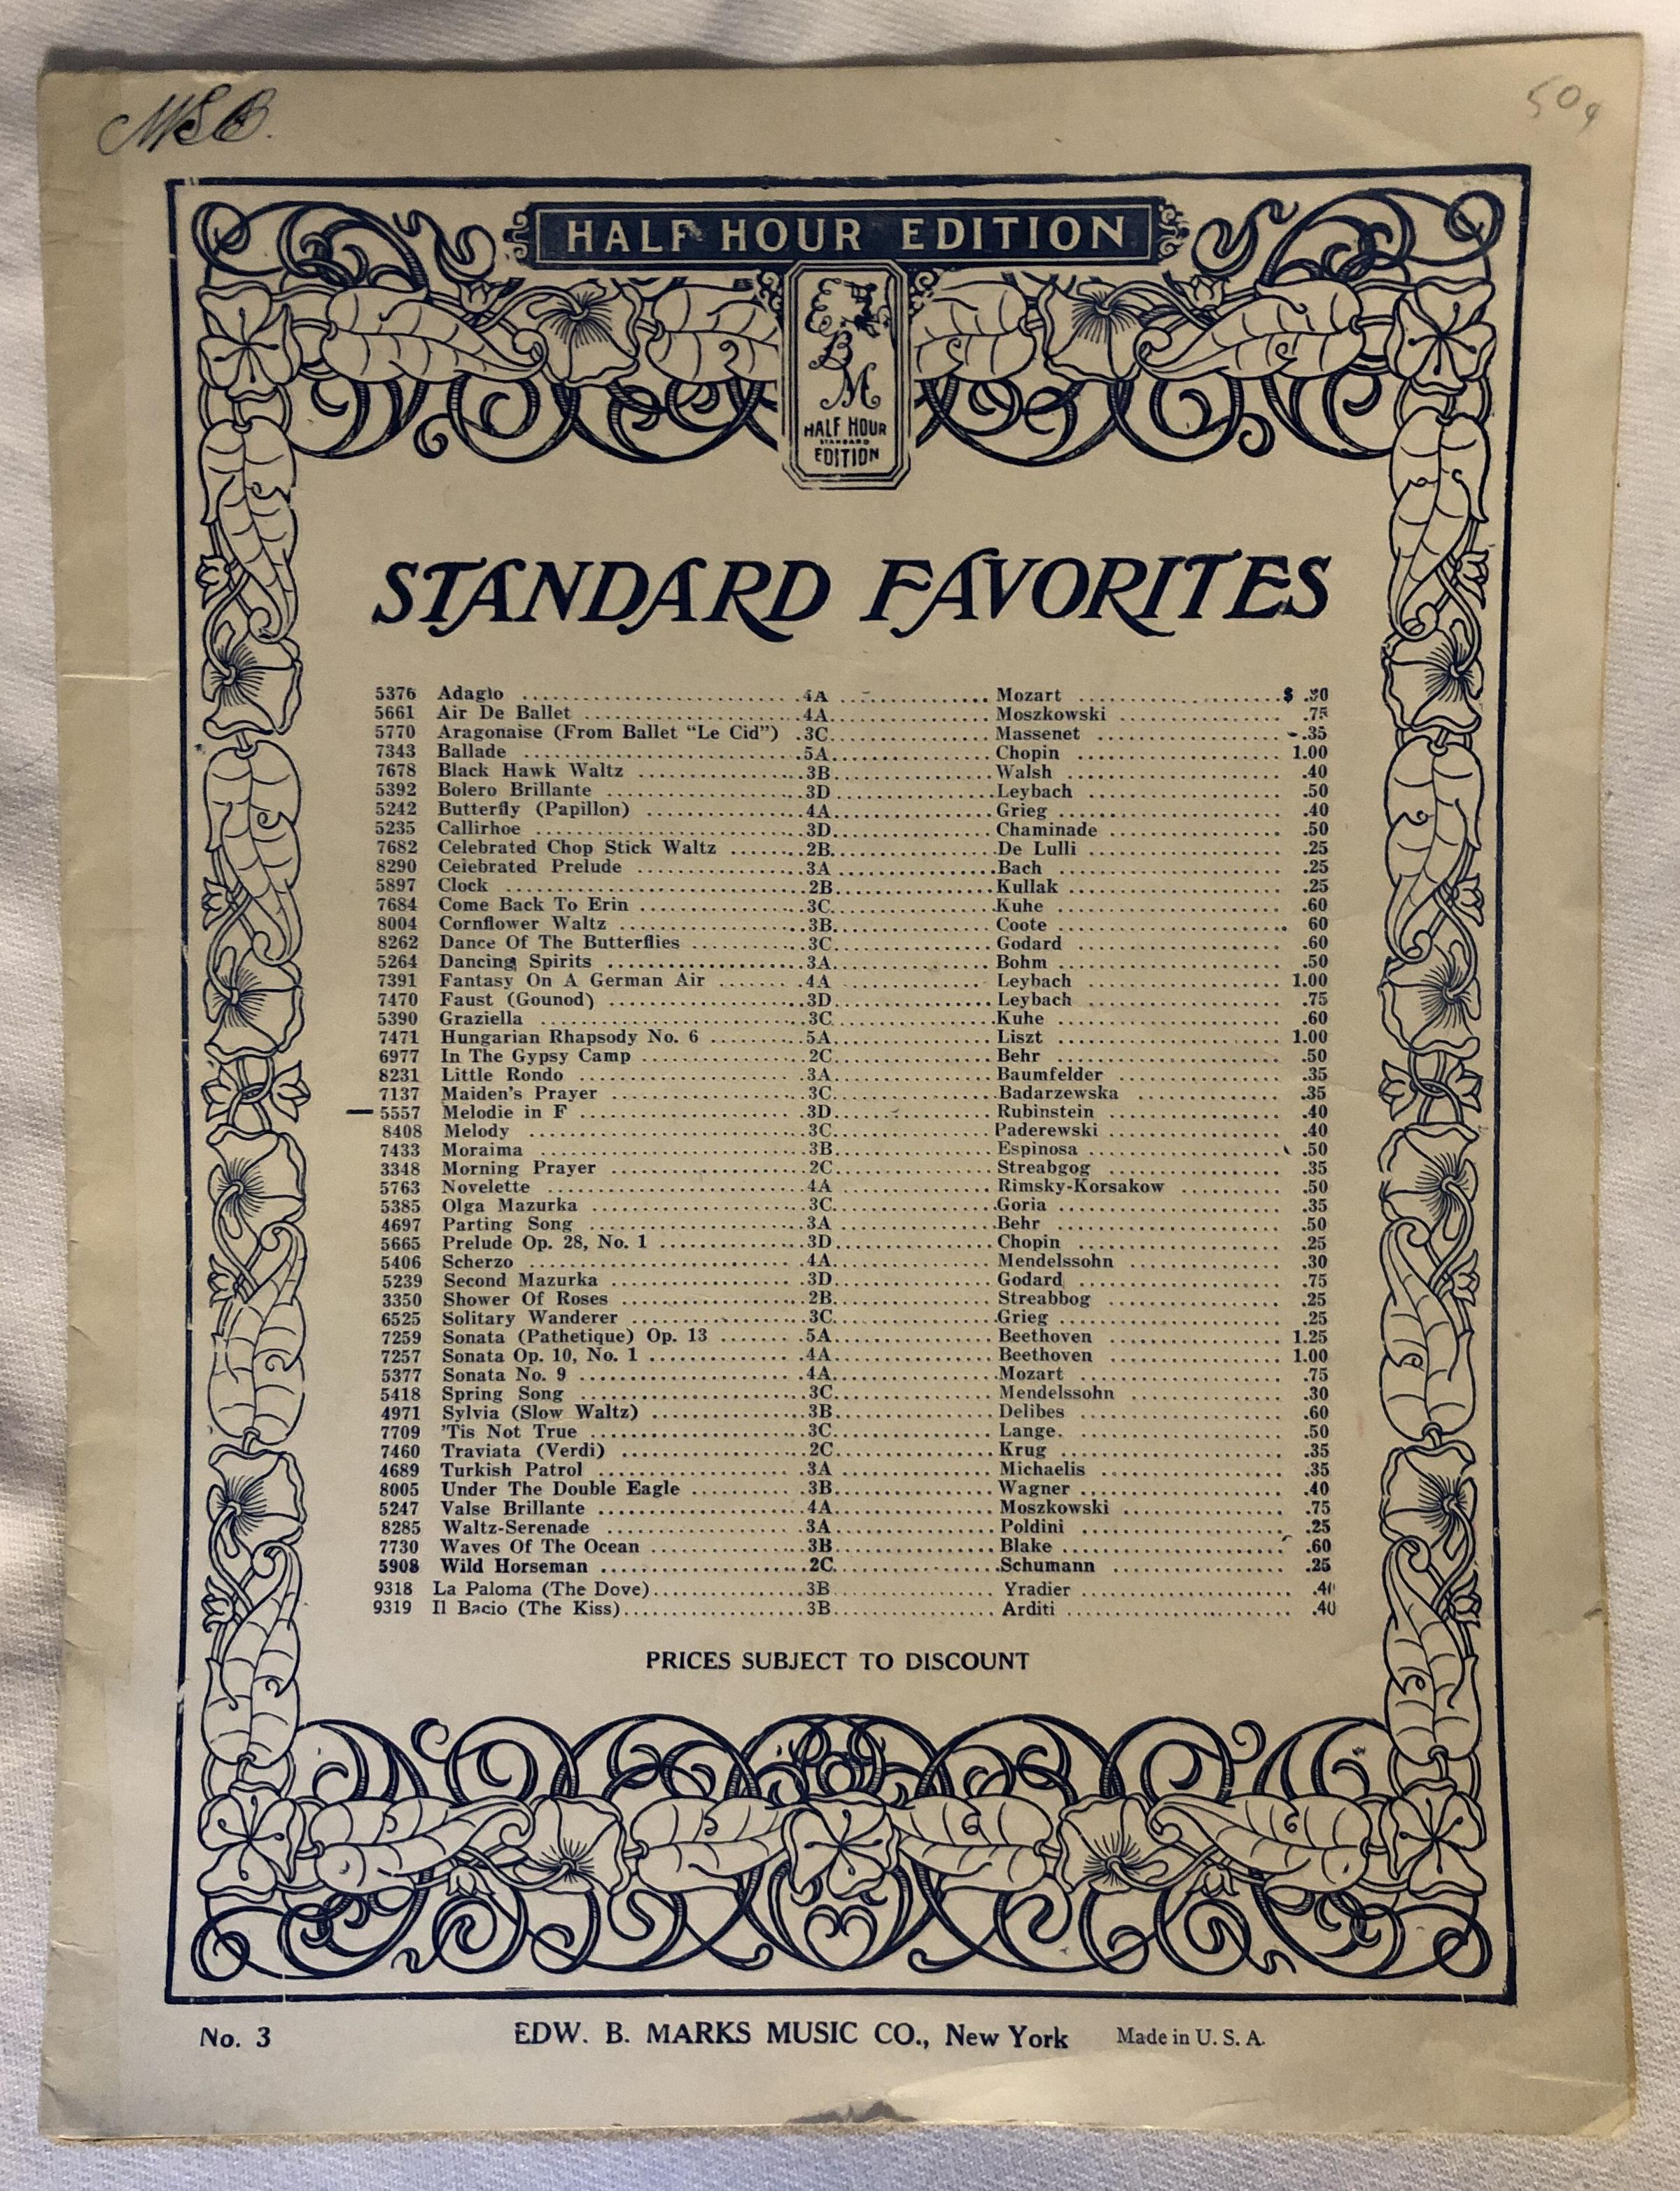 50¢
HALF HOUR EDITION
E
B
M
HALF HOUR
STANDARD
EDITION
STANDARD FAVORITES
5376 Adagio ........ 4A ........ Mozart ........ $ .30
5661 Air De Ballet ........ 4A ........ Moszkowski ........ .75
5770 Aragonaise (From Ballet “Le Cid”) . 3C ........ Massenet ........ .35
7343 Ballade ........ 5A ........ Chopin ........ 1.00
7678 Black Hawk Waltz ........ 3B ........ Walsh ........ .40
5392 Bolero Brillante ........ 3D ........ Leybach ........ .50
5242 Butterfly (Papillon) ........ 4A ........ Grieg ........ .40
5235 Callirhoe ........ 3D ........ Chaminade ........ .50
7682 Celebrated Chop Stick Waltz ........ 2B ........ De Lulli ........ .25
8290 Celebrated Prelude ........ 3A ........ Bach ........ .25
5897 Clock ........ 2B ........ Kullak ........ .25
7684 Come Back To Erin ........ 3C ........ Kuhe ........ .60
8004 Cornflower Waltz ........ 3B ........ Coote ........ 60
8262 Dance Of The Butterflies ........ 3C ........ Godard ........ .60
5264 Dancing Spirits ........ 3A ........ Bohm ........ .50
7391 Fantasy On A German Air ........ 4A ........ Leybach ........ 1.00
7470 Faust (Gounod) ........ 3D ........ Leybach ........ .75
5390 Graziella ........ 3C ........ Kuhe ........ .60
7471 Hungarian Rhapsody No. 6 ........ 5A ........ Liszt ........ 1.00
6977 In The Gypsy Camp ........ 2C ........ Behr ........ .50
8231 Little Rondo ........ 3A ........ Baumfelder ........ .35
7137 Maiden's Prayer ........ 3C ........ Badarzewska ........ .35
5557 Melodie in F ........ 3D ........ Rubinstein ........ .40
8408 Melody ........ 3C ........ Paderewski ........ .40
7433 Moraima ........ 3B ........ Espinosa ........ .50
3348 Morning Prayer ........ 2C ........ Streabgog ........ .35
5763 Novelette ........ 4A ........ Rimsky-Korsakow ........ .50
5385 Olga Mazurka ........ 3C ........ Goria ........ .35
4697 Parting Song ........ 3A ........ Behr ........ .50
5665 Prelude Op. 28, No. 1 ........ 3D ........ Chopin ........ .25
5406 Scherzo ........ 4A ........ Mendelssohn ........ .30
5239 Second Mazurka ........ 3D ........ Godard ........ .75
3350 Shower Of Roses ........ 2B ........ Streabbog ........ .25
6525 Solitary Wanderer ........ 3C ........ Grieg ........ .25
7259 Sonata (Pathetique) Op. 13 ........ 5A ........ Beethoven ........ 1.25
7257 Sonata Op. 10, No. 1 ........ 4A ........ Beethoven ........ 1.00
5377 Sonata No. 9 ........ 4A ........ Mozart ........ .75
5418 Spring Song ........ 3C ........ Mendelssohn ........ .30
4971 Sylvia (Slow Waltz) ........ 3B ........ Delibes ........ .60
7709 'Tis Not True ........ 3C ........ Lange. ........ .50
7460 Traviata (Verdi) ........ 2C ........ Krug ........ .35
4689 Turkish Patrol ........ 3A ........ Michaelis ........ .35
8005 Under The Double Eagle ........ 3B ........ Wagner ........ .40
5247 Valse Brillante ........ 4A ........ Moszkowski ........ .75
8285 Waltz-Serenade ........ 3A ........ Poldini ........ .25
7730 Waves Of The Ocean ........ 3B ........ Blake ........ .60
5908 Wild Horseman ........ 2C ........ Schumann ........ .25
9318 La Paloma (The Dove) ........ 3B ........ Yradier ........ .40
9319 Il Bacio (The Kiss) ........ 3B ........ Arditi ........ .40
PRICES SUBJECT TO DISCOUNT
No. 3 EDW. B. MARKS MUSIC CO., New York Made in U. S. A.